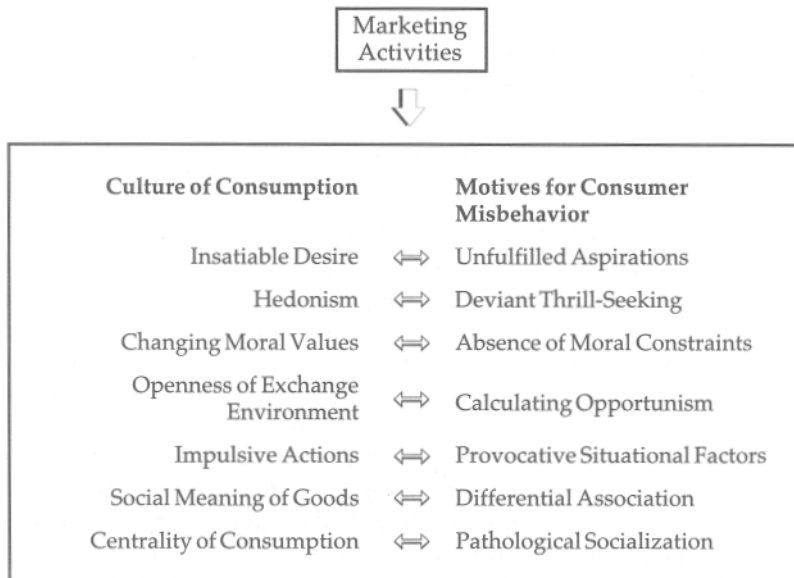 Marketing
Activities
Culture of Consumption
Motives for Consumer
Misbehavior
Insatiable Desire
Unfulfilled Aspirations
Hedonism
Deviant Thrill-Seeking
Changing Moral Values
Absence of Moral Constraints
Openness of Exchange
Environment
Calculating Opportunism
Impulsive Actions
Provocative Situational Factors
Social Meaning of Goods
Differential Association
Centrality of Consumption
Pathological Socialization